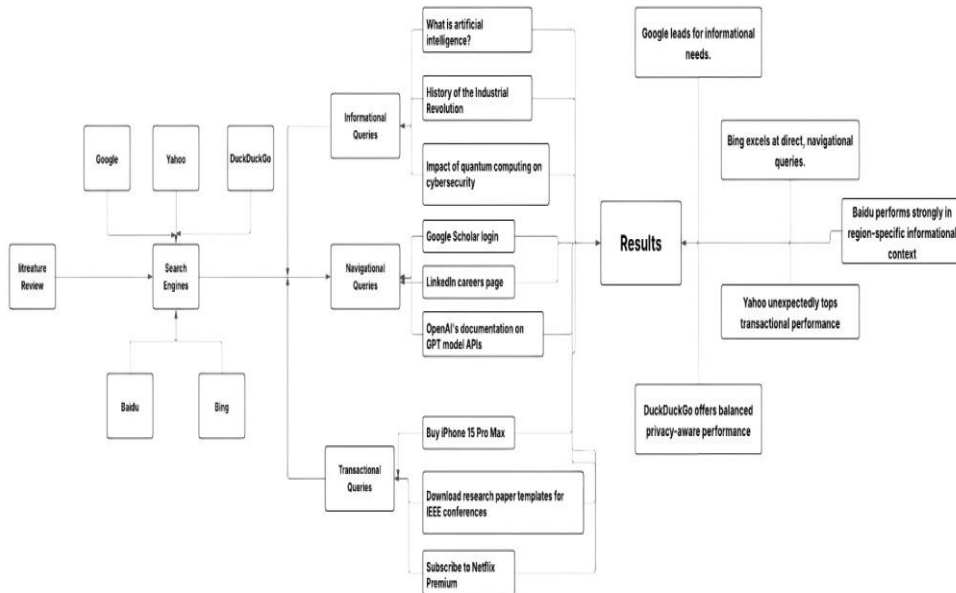 What is artificial
intelligence?
Google leads for informational
needs.
History of the Industrial
Revolution
Informational
Queries
Bing excels at direct, navigational
queries.
Google
Yahoo
DuckDuckGo
Impact of quantum computing on
cybersecurity
Baidu performs strongly in
region-specific informational
context
Google Scholar login
Results
litreature
Review
Search
Engines
Navigational
Queries
LinkedIn careers page
Yahoo unexpectedly tops
transactional performance
OpenAI's documentation on
GPT model APIs
Baidu
Bing
DuckDuckGo offers balanced
privacy-aware performance
Buy iPhone 15 Pro Max
Transactional
Queries
Download research paper templates for
IEEE conferences
Subscribe to Netflix
Premium